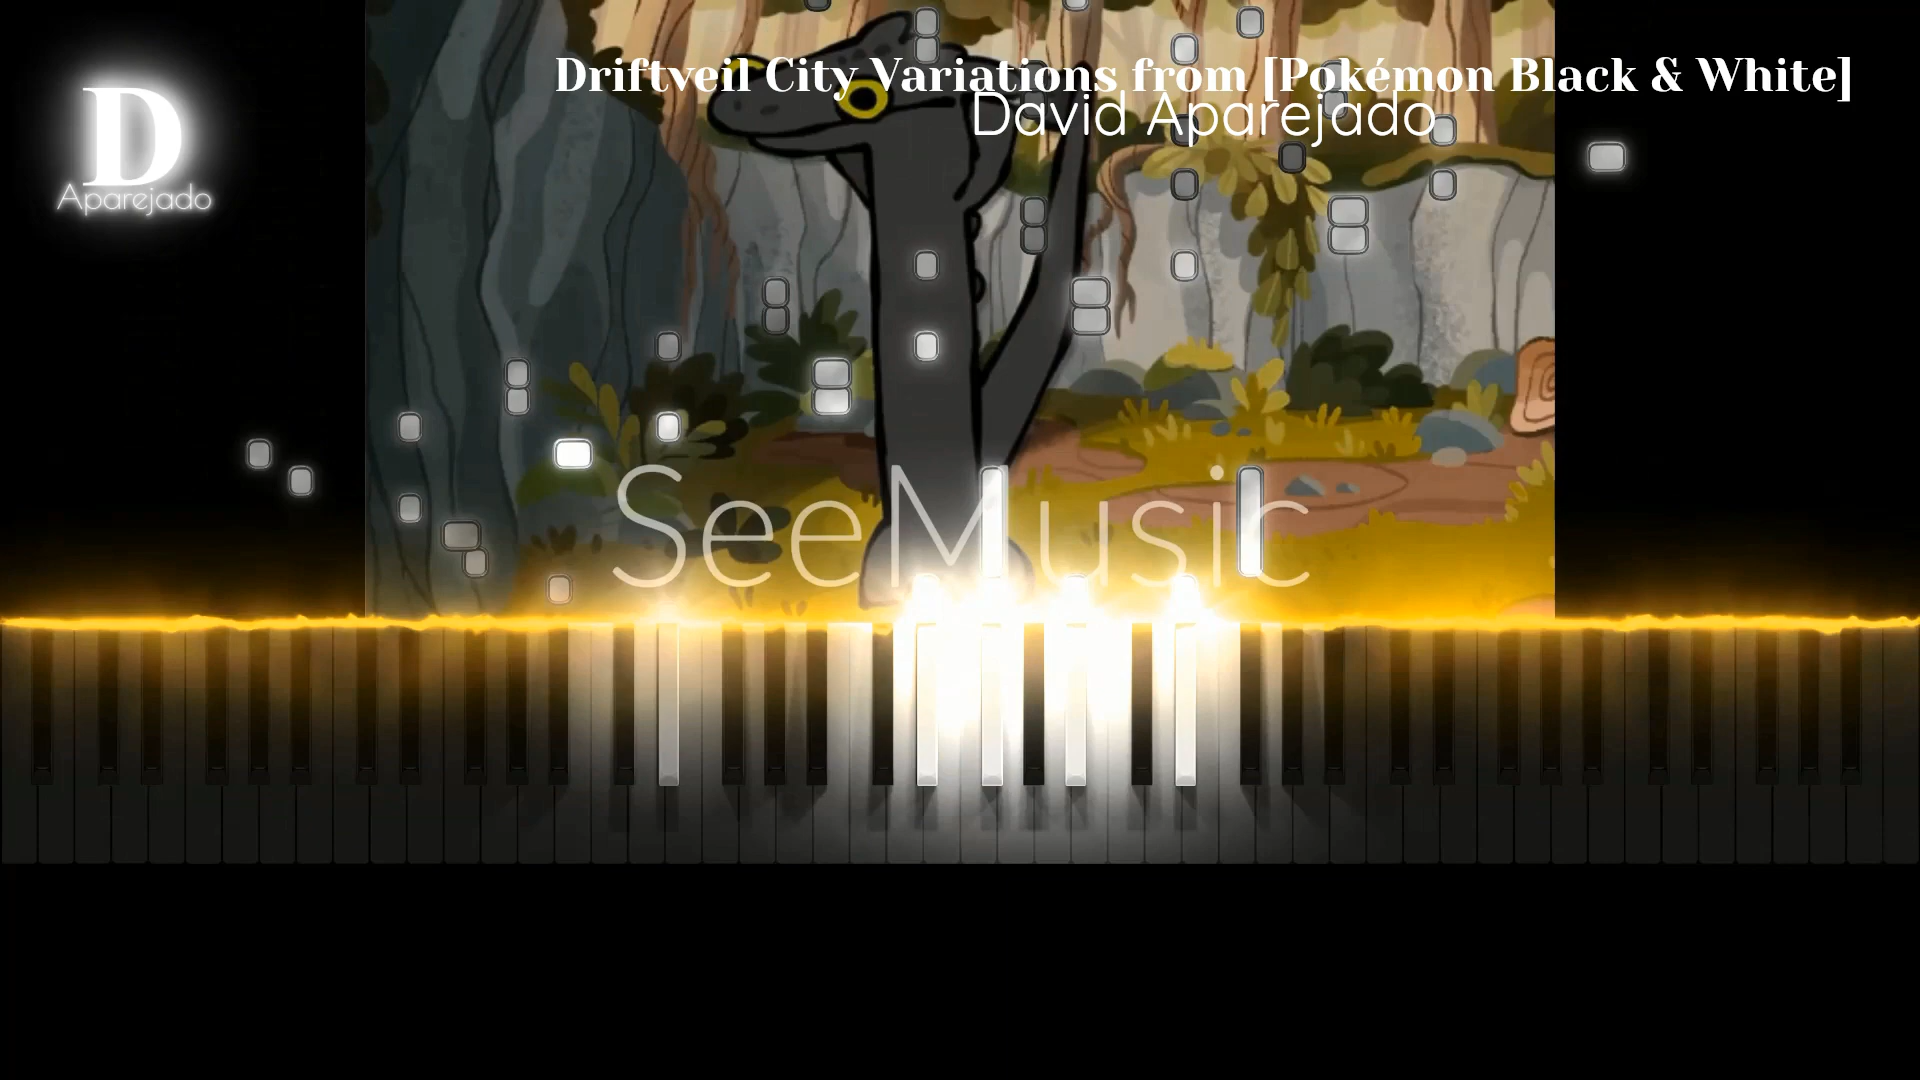 Driftveil City Variations from [Pokémon Black & White]
David Aparejado
D
Aparejado
SeeMusic